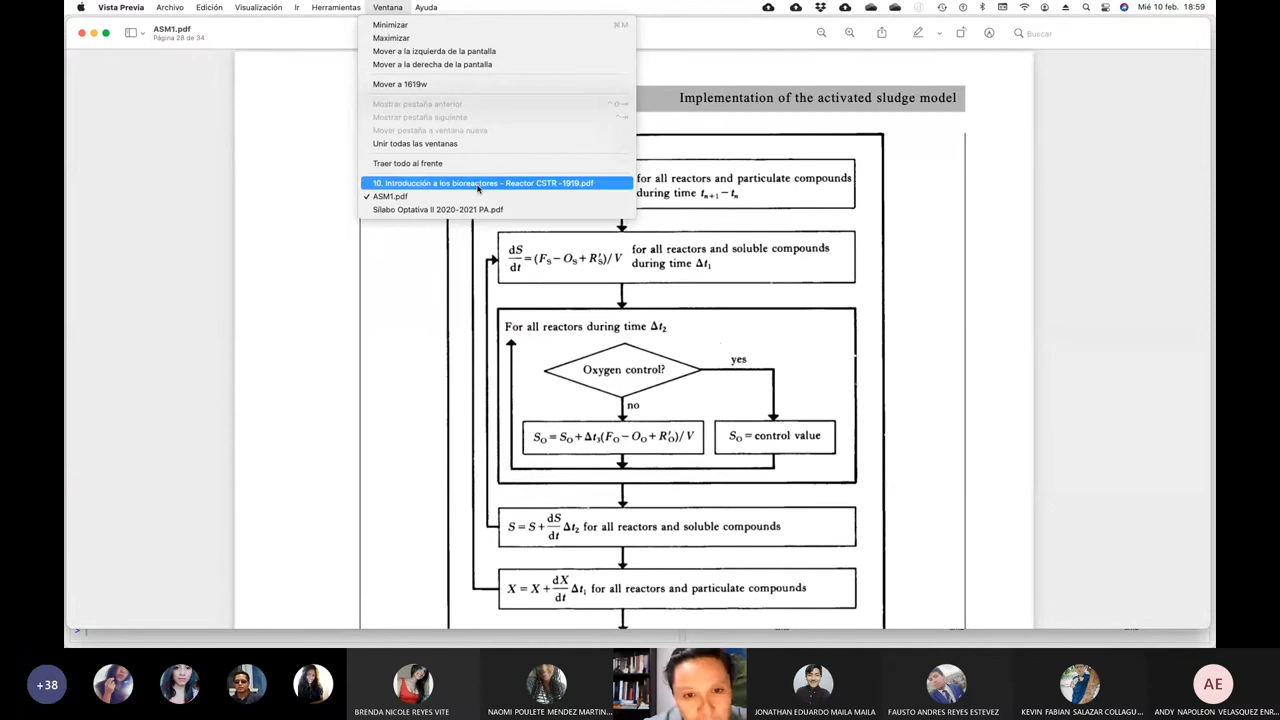 Vista Previa Archivo Edición Visualización Ir Herramientas Ventana Ayuda Mié 10 feb. 18:59
ASM1.pdf
Página 28 de 34
Buscar
Minimizar ⌘M
Maximizar
Mover a la izquierda de la pantalla
Mover a la derecha de la pantalla
Mover a 1619w
Mostrar pestaña anterior
Mostrar pestaña siguiente
Mover pestaña a ventana nueva
Unir todas las ventanas
Traer todo al frente
10. Introducción a los bioreactores - Reactor CSTR -1919.pdf
✓ ASM1.pdf
Sílabo Optativa II 2020-2021 PA.pdf
Implementation of the activated sludge model
for all reactors and particulate compounds
during time tn+1 − tn
dS/dt = (FS − OS + R'S)/V for all reactors and soluble compounds
during time Δt1
For all reactors during time Δt2
Oxygen control?
yes
no
SO = SO + Δt3(FO − OO + R'O)/V
SO = control value
S = S + dS/dt Δt2 for all reactors and soluble compounds
X = X + dX/dt Δt1 for all reactors and particulate compounds
>
+38
BRENDA NICOLE REYES VITE
NAOMI POULETE MENDEZ MARTIN...
JONATHAN EDUARDO MAILA MAILA
FAUSTO ANDRES REYES ESTEVEZ
KEVIN FABIAN SALAZAR COLLAGU...
AE
ANDY NAPOLEON VELASQUEZ ENR...